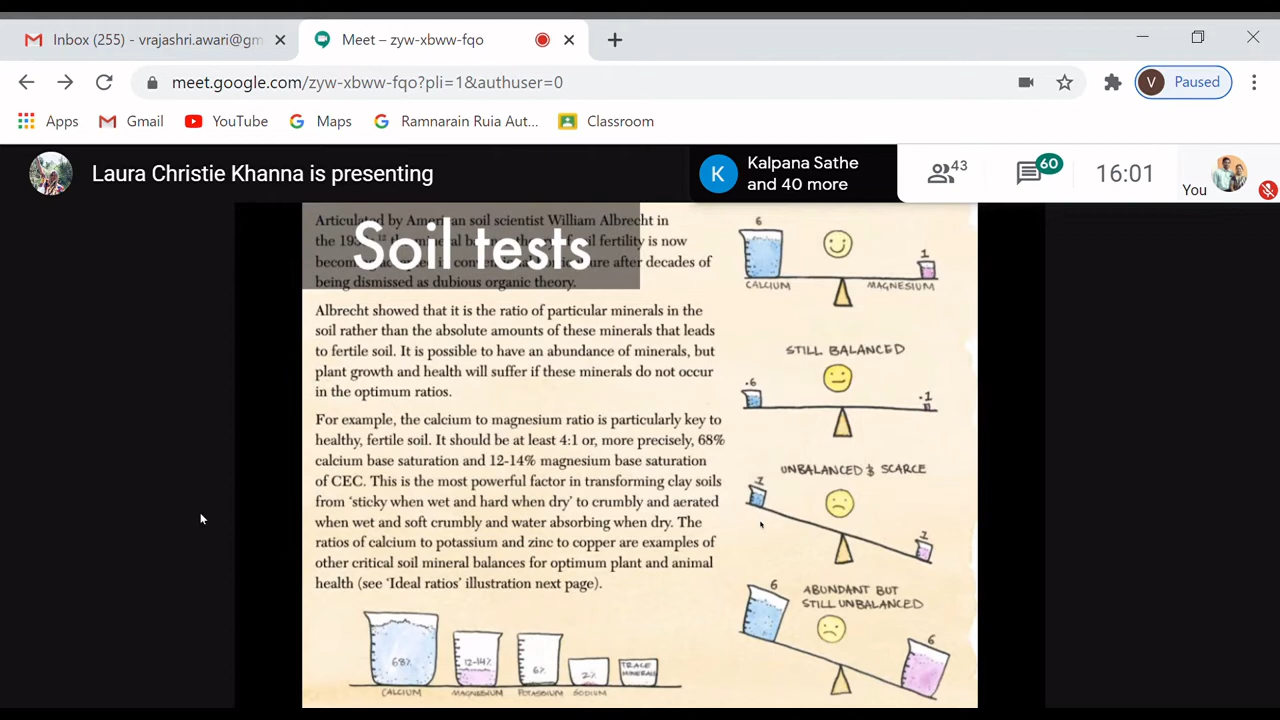 Inbox (255) - vrajashri.awari@gm
Meet – zyw-xbww-fqo
meet.google.com/zyw-xbww-fqo?pli=1&authuser=0
V Paused
Apps Gmail YouTube Maps Ramnarain Ruia Aut... Classroom
Laura Christie Khanna is presenting
K Kalpana Sathe
and 40 more
43
60
16:01
You
Soil tests
Articulated by American soil scientist William Albrecht in
the
fertility is now
after decades of
being dismissed as dubious organic theory.
Albrecht showed that it is the ratio of particular minerals in the
soil rather than the absolute amounts of these minerals that leads
to fertile soil. It is possible to have an abundance of minerals, but
plant growth and health will suffer if these minerals do not occur
in the optimum ratios.
For example, the calcium to magnesium ratio is particularly key to
healthy, fertile soil. It should be at least 4:1 or, more precisely, 68%
calcium base saturation and 12-14% magnesium base saturation
of CEC. This is the most powerful factor in transforming clay soils
from 'sticky when wet and hard when dry' to crumbly and aerated
when wet and soft crumbly and water absorbing when dry. The
ratios of calcium to potassium and zinc to copper are examples of
other critical soil mineral balances for optimum plant and animal
health (see 'Ideal ratios' illustration next page).
68%
12-14%
6%
2%
TRACE
MINERALS
CALCIUM MAGNESIUM POTASSIUM SODIUM
6
1
CALCIUM MAGNESIUM
STILL BALANCED
.6
.1
UNBALANCED & SCARCE
1
1
6
ABUNDANT BUT
STILL UNBALANCED
6